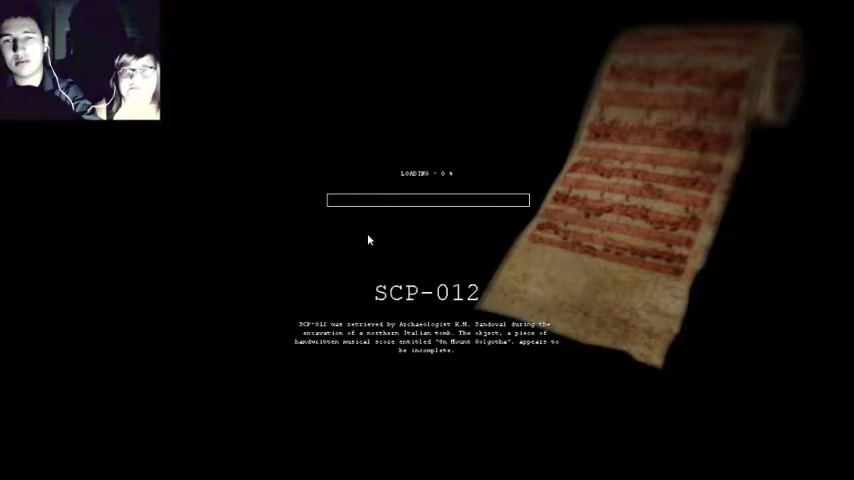 LOADING - 0 %
SCP-012
SCP-012 was retrieved by Archaeologist K.M. Sandoval during the
excavation of a northern Italian tomb. The object, a piece of
handwritten musical score entitled "On Mount Golgotha", appears to
be incomplete.